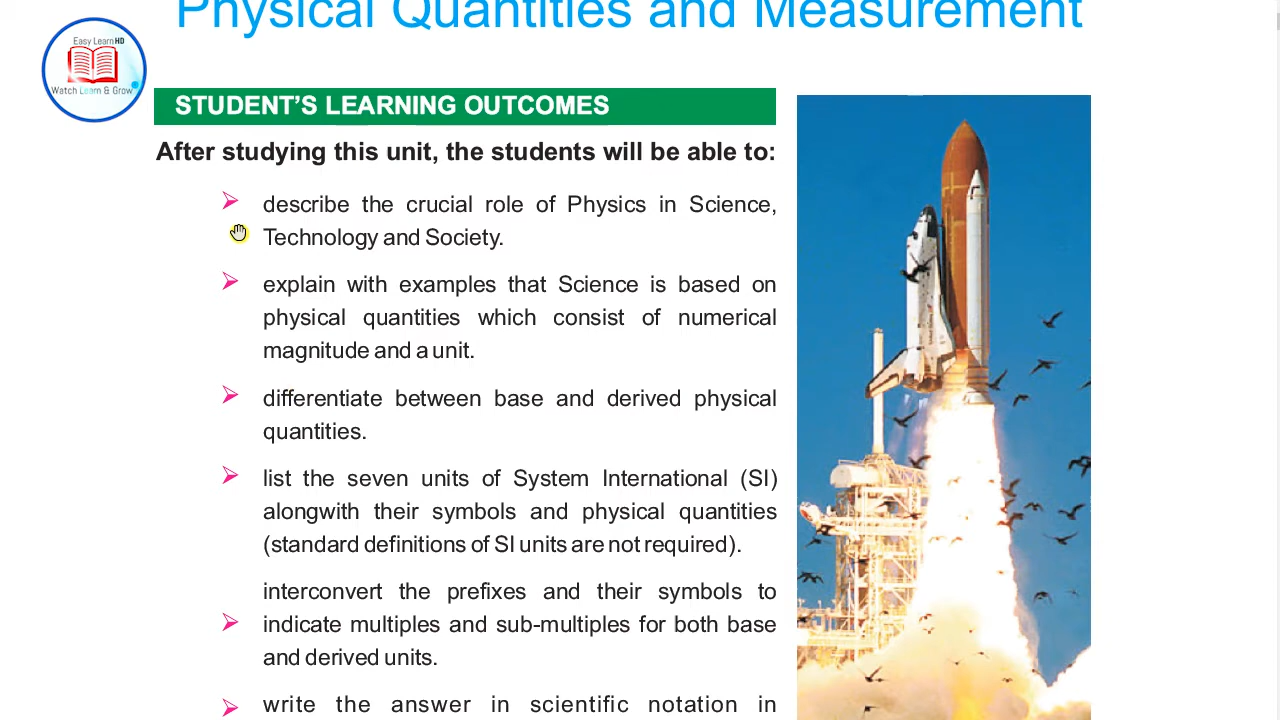 Physical Quantities and Measurement
Easy Learn HD
Watch Learn & Grow
STUDENT'S LEARNING OUTCOMES
After studying this unit, the students will be able to:
describe the crucial role of Physics in Science,
Technology and Society.
explain with examples that Science is based on
physical quantities which consist of numerical
magnitude and a unit.
differentiate between base and derived physical
quantities.
list the seven units of System International (SI)
alongwith their symbols and physical quantities
(standard definitions of SI units are not required).
interconvert the prefixes and their symbols to
indicate multiples and sub-multiples for both base
and derived units.
write the answer in scientific notation in